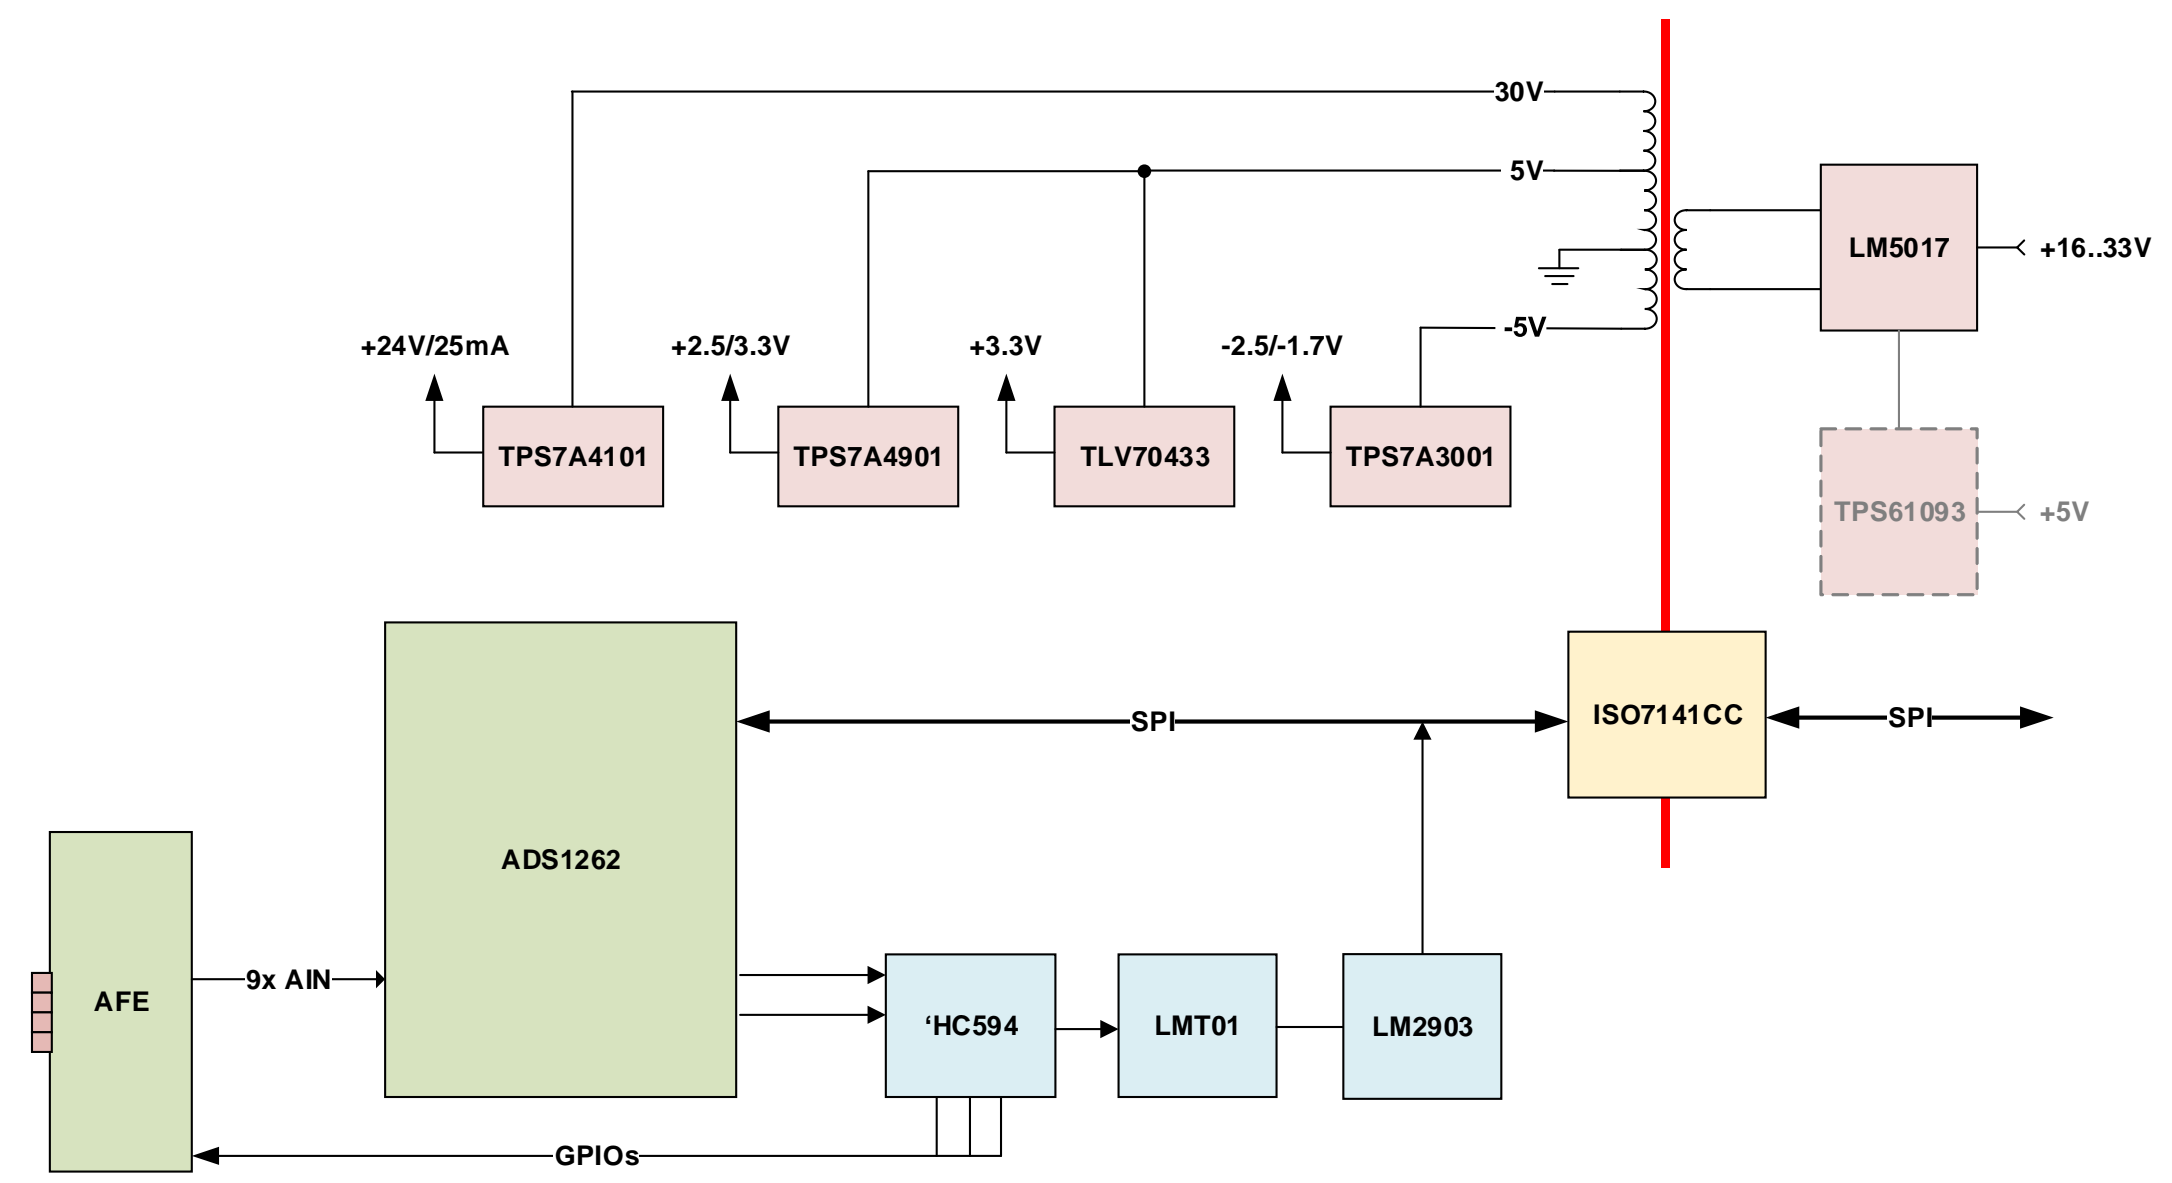 30V
5V
LM5017
+16..33V
-5V
+24V/25mA
+2.5/3.3V
+3.3V
-2.5/-1.7V
TPS7A4101
TPS7A4901
TLV70433
TPS7A3001
TPS61093
+5V
SPI
ISO7141CC
SPI
ADS1262
9x AIN
AFE
‘HC594
LMT01
LM2903
GPIOs